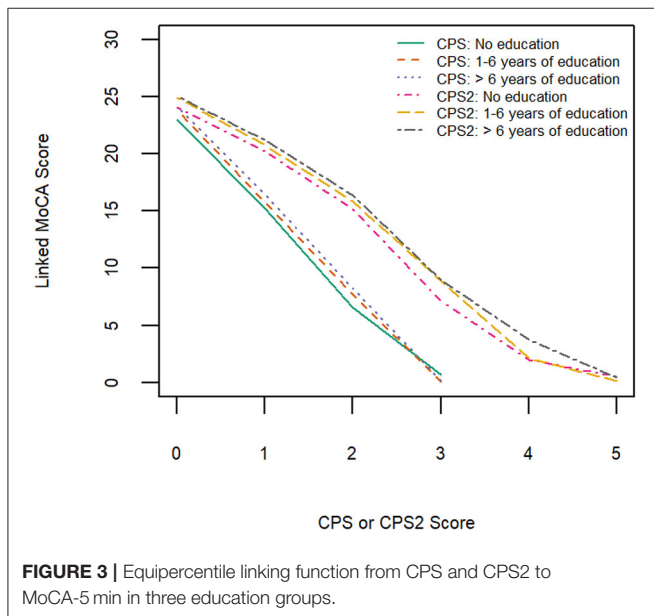 30
25
20
15
10
5
0
Linked MoCA Score
CPS: No education
CPS: 1-6 years of education
CPS: > 6 years of education
CPS2: No education
CPS2: 1-6 years of education
CPS2: > 6 years of education
0 1 2 3 4 5
CPS or CPS2 Score
FIGURE 3 | Equipercentile linking function from CPS and CPS2 to
MoCA-5 min in three education groups.